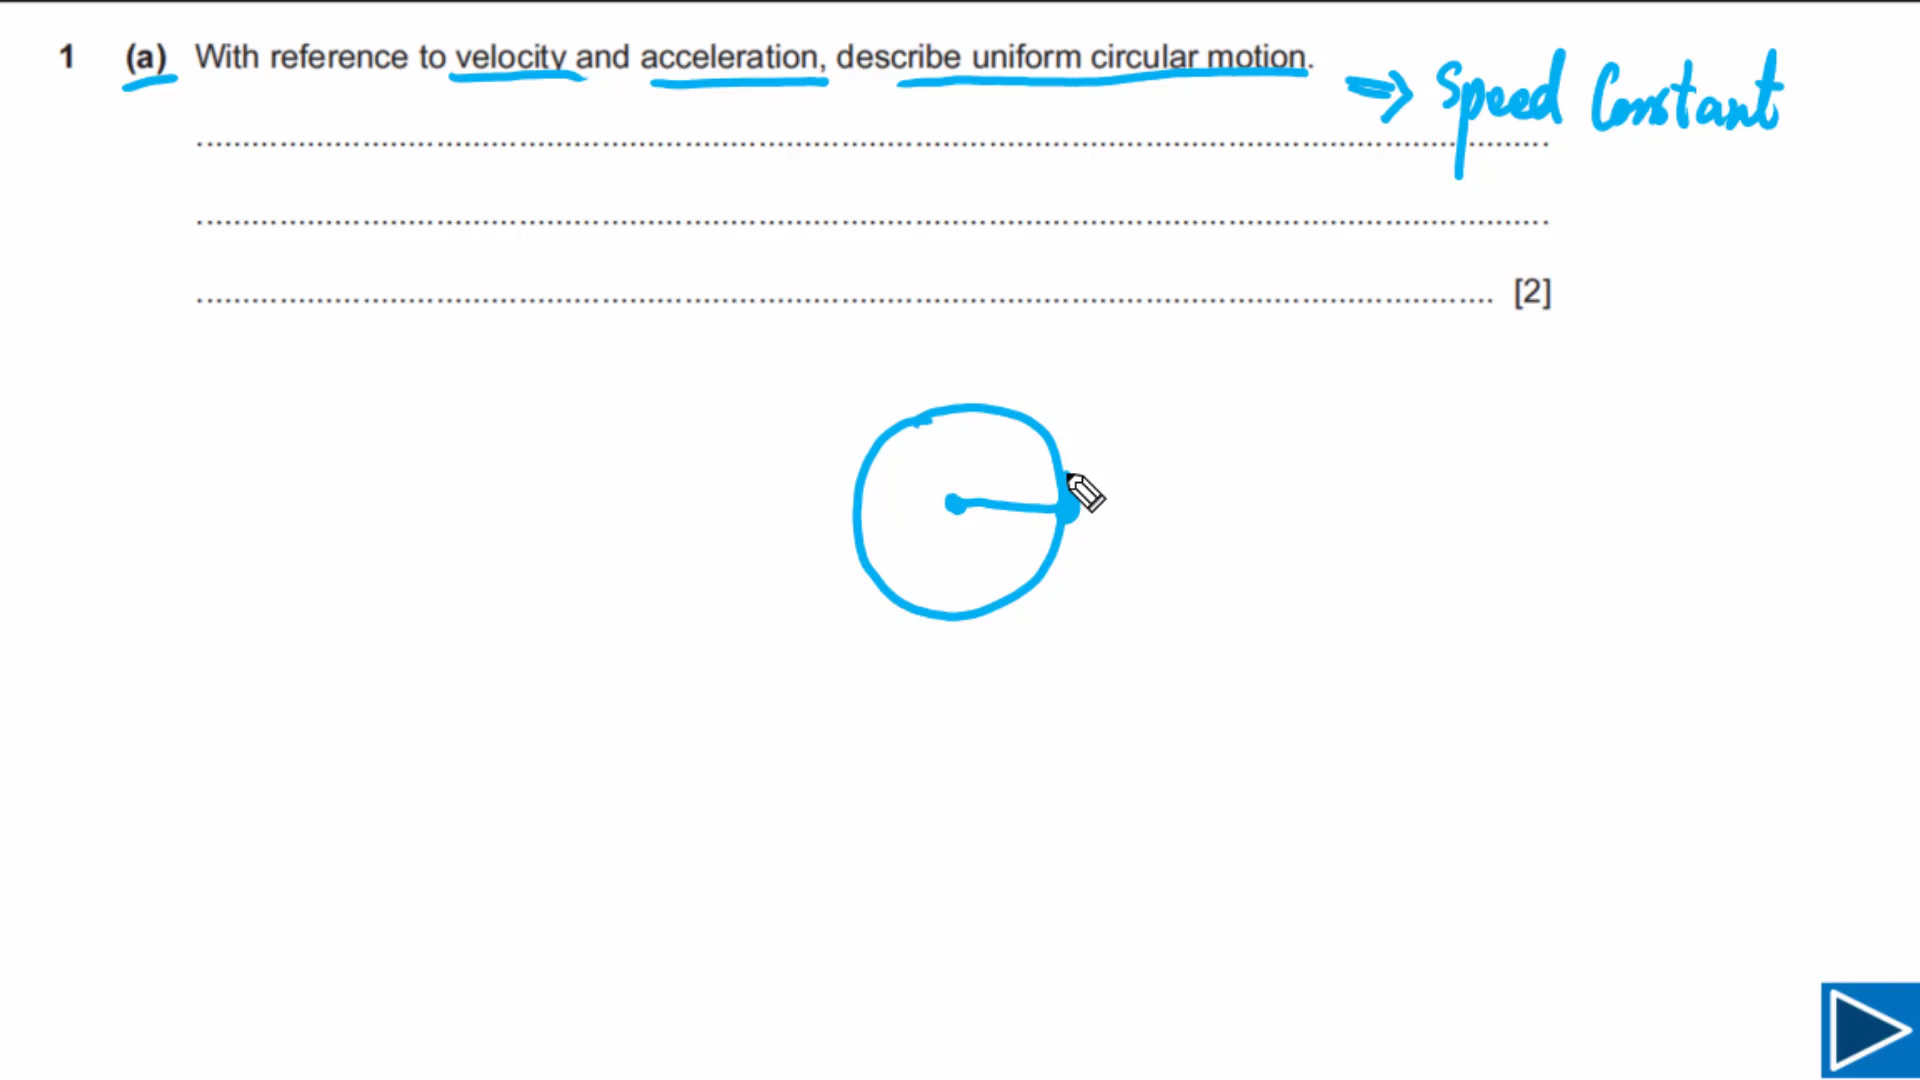 1 (a) With reference to velocity and acceleration, describe uniform circular motion.
⇒ Speed Constant
[2]